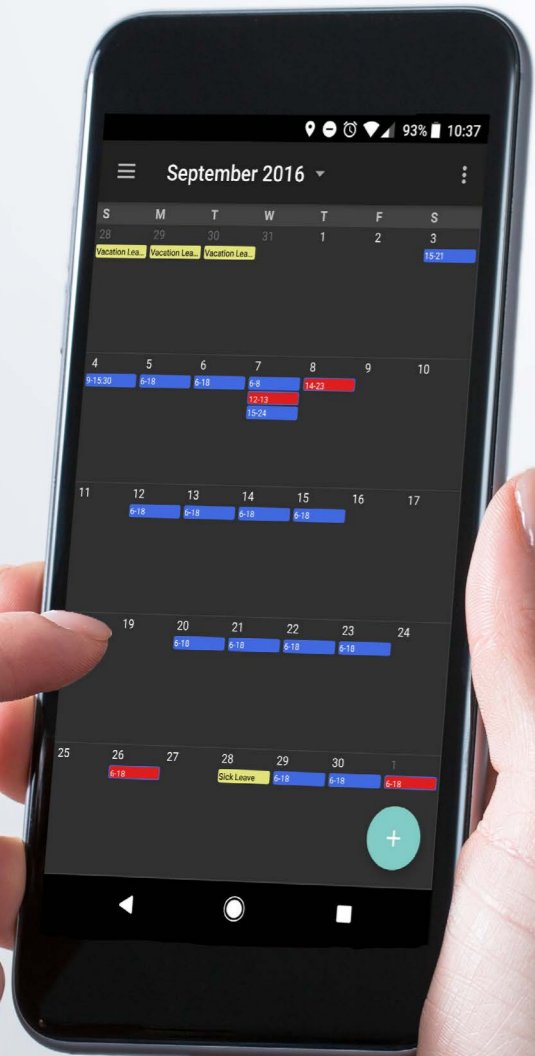 93% 10:37
September 2016
S M T W T F S
28 29 30 31 1 2 3
Vacation Lea... Vacation Lea... Vacation Lea... 15-21
4 5 6 7 8 9 10
9-15:30 6-18 6-18 6-8 14-23
12-13
15-24
11 12 13 14 15 16 17
6-18 6-18 6-18 6-18
19 20 21 22 23 24
6-18 6-18 6-18 6-18
25 26 27 28 29 30 1
6-18 Sick Leave 6-18 6-18 6-18
+